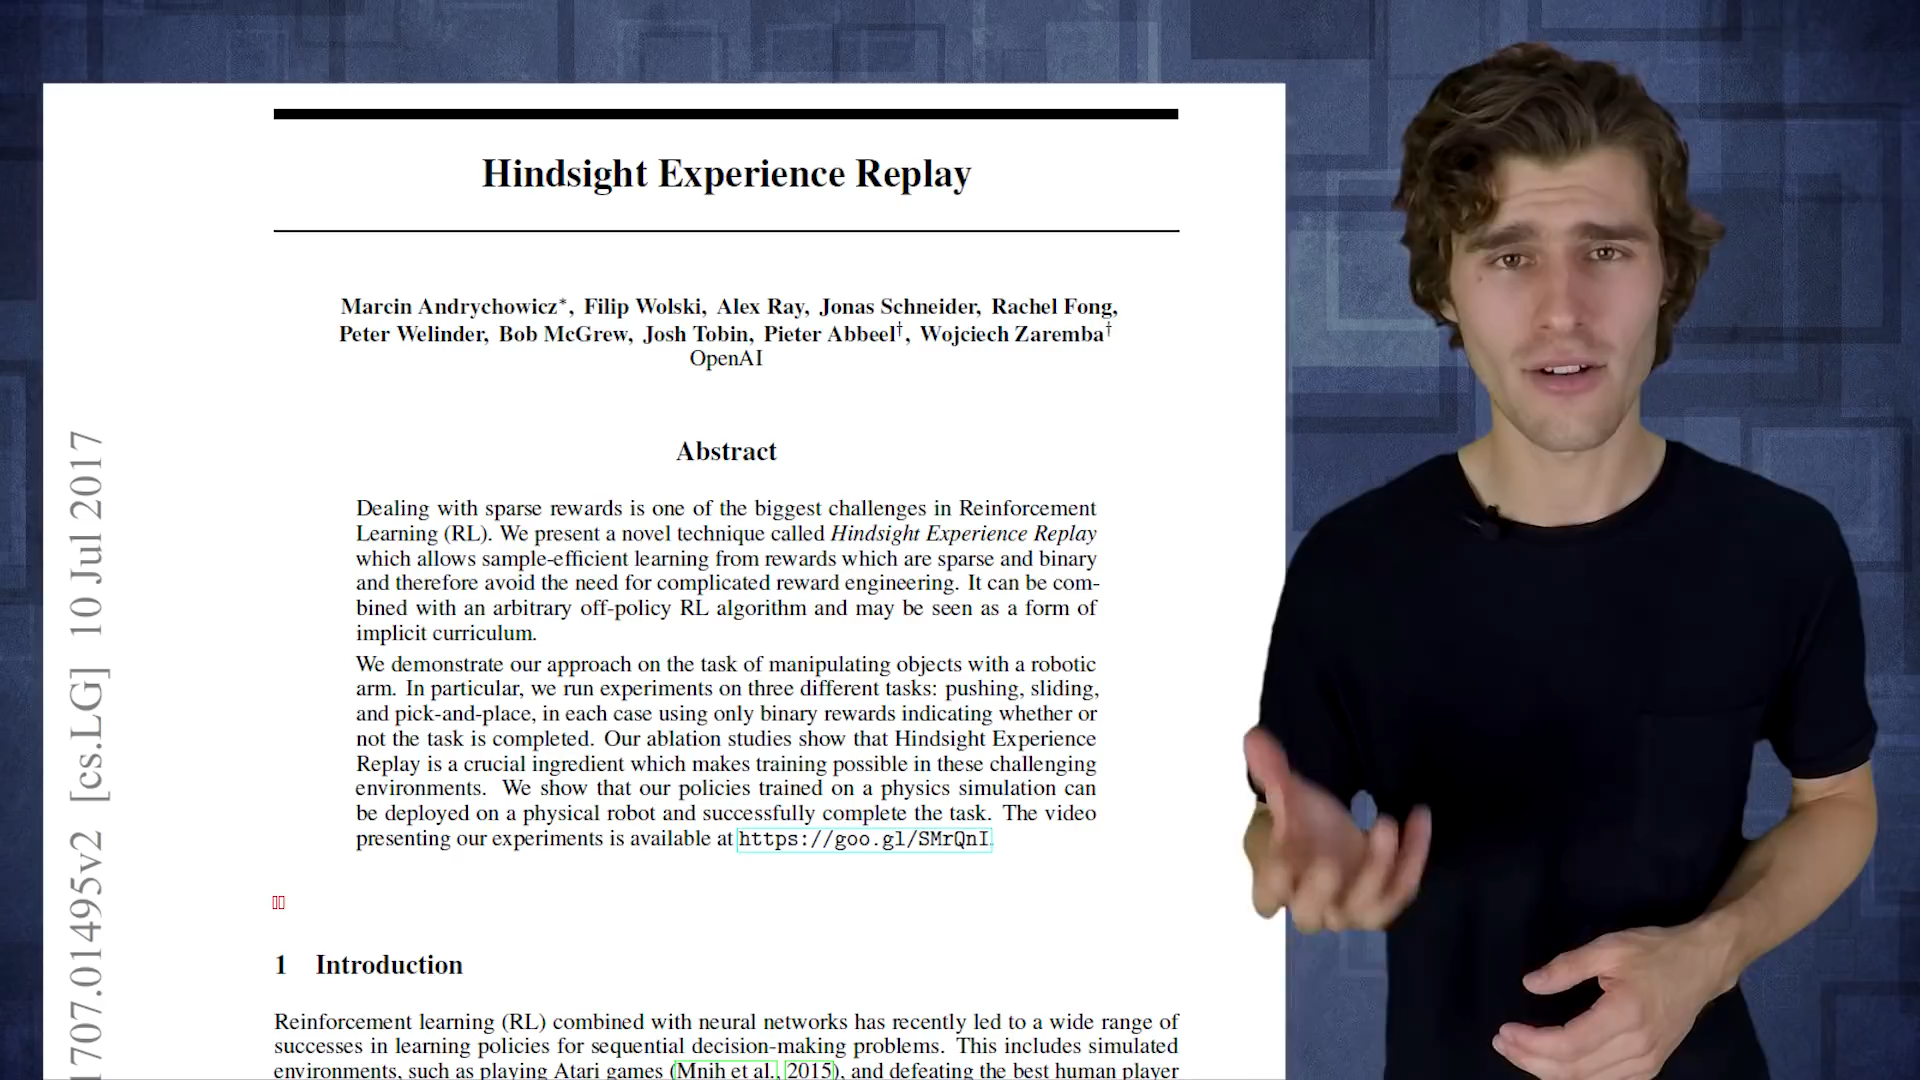 Hindsight Experience Replay
Marcin Andrychowicz*, Filip Wolski, Alex Ray, Jonas Schneider, Rachel Fong,
Peter Welinder, Bob McGrew, Josh Tobin, Pieter Abbeel†, Wojciech Zaremba†
OpenAI
Abstract
Dealing with sparse rewards is one of the biggest challenges in Reinforcement
Learning (RL). We present a novel technique called Hindsight Experience Replay
which allows sample-efficient learning from rewards which are sparse and binary
and therefore avoid the need for complicated reward engineering. It can be com-
bined with an arbitrary off-policy RL algorithm and may be seen as a form of
implicit curriculum.
We demonstrate our approach on the task of manipulating objects with a robotic
arm. In particular, we run experiments on three different tasks: pushing, sliding,
and pick-and-place, in each case using only binary rewards indicating whether or
not the task is completed. Our ablation studies show that Hindsight Experience
Replay is a crucial ingredient which makes training possible in these challenging
environments. We show that our policies trained on a physics simulation can
be deployed on a physical robot and successfully complete the task. The video
presenting our experiments is available at https://goo.gl/SMrQnI.
1 Introduction
Reinforcement learning (RL) combined with neural networks has recently led to a wide range of
successes in learning policies for sequential decision-making problems. This includes simulated
environments, such as playing Atari games (Mnih et al., 2015), and defeating the best human player
1707.01495v2 [cs.LG] 10 Jul 2017